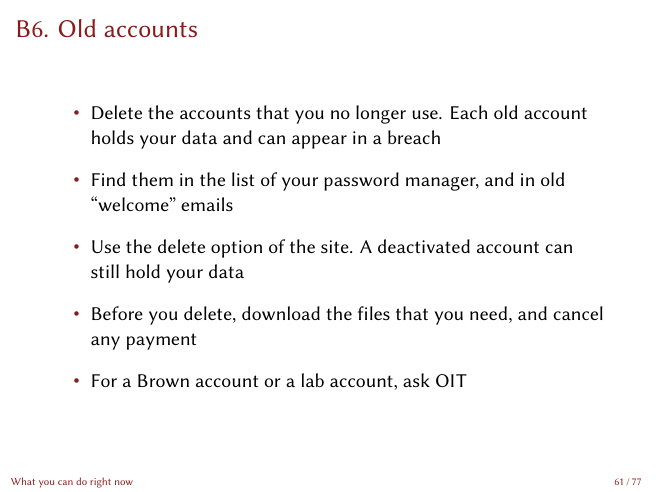 B6. Old accounts
• Delete the accounts that you no longer use. Each old account
holds your data and can appear in a breach
• Find them in the list of your password manager, and in old
“welcome” emails
• Use the delete option of the site. A deactivated account can
still hold your data
• Before you delete, download the files that you need, and cancel
any payment
• For a Brown account or a lab account, ask OIT
What you can do right now
61 / 77